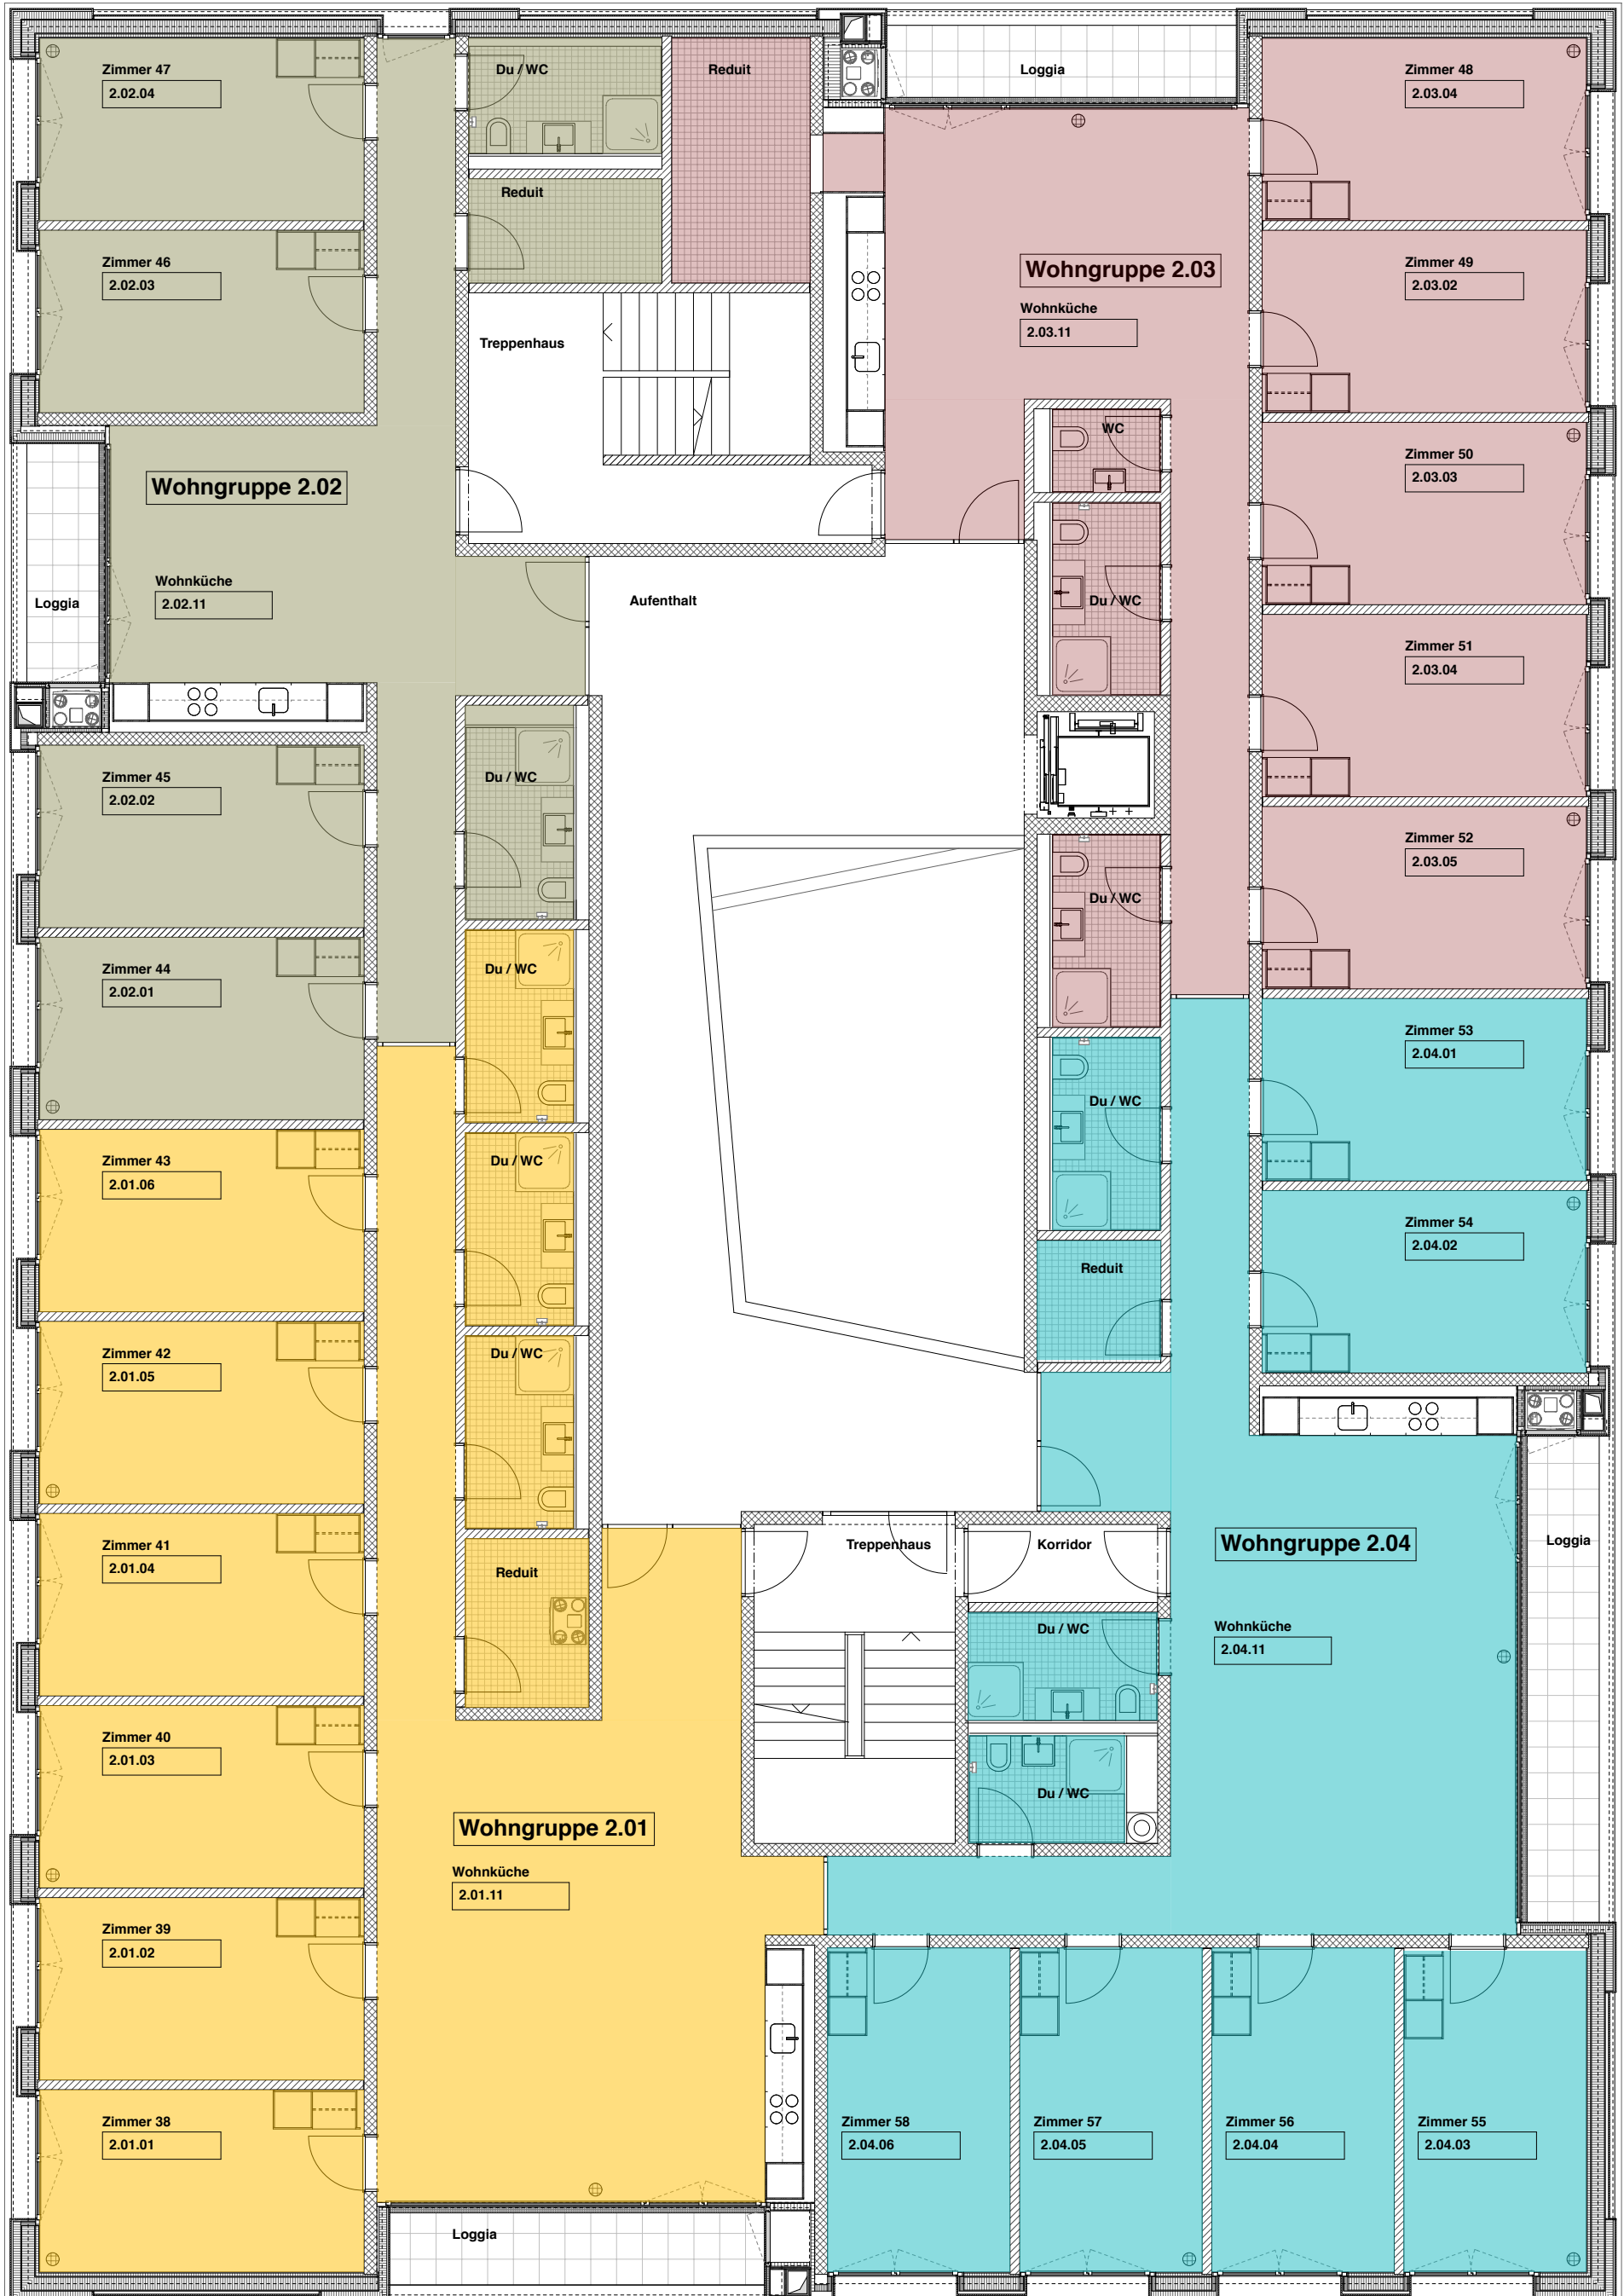 Zimmer 47
2.02.04
Du / WC
Reduit
Loggia
Zimmer 48
2.03.04
Reduit
Zimmer 46
2.02.03
Wohngruppe 2.03
Wohnküche
2.03.11
Zimmer 49
2.03.02
Treppenhaus
WC
Zimmer 50
2.03.03
Wohngruppe 2.02
Wohnküche
2.02.11
Loggia
Aufenthalt
Du / WC
Zimmer 51
2.03.04
Zimmer 45
2.02.02
Du / WC
Zimmer 52
2.03.05
Du / WC
Zimmer 44
2.02.01
Du / WC
Zimmer 53
2.04.01
Du / WC
Zimmer 43
2.01.06
Du / WC
Zimmer 54
2.04.02
Reduit
Zimmer 42
2.01.05
Du / WC
Zimmer 41
2.01.04
Reduit
Treppenhaus
Korridor
Wohngruppe 2.04
Loggia
Du / WC
Wohnküche
2.04.11
Zimmer 40
2.01.03
Du / WC
Wohngruppe 2.01
Wohnküche
2.01.11
Zimmer 39
2.01.02
Zimmer 38
2.01.01
Zimmer 58
2.04.06
Zimmer 57
2.04.05
Zimmer 56
2.04.04
Zimmer 55
2.04.03
Loggia